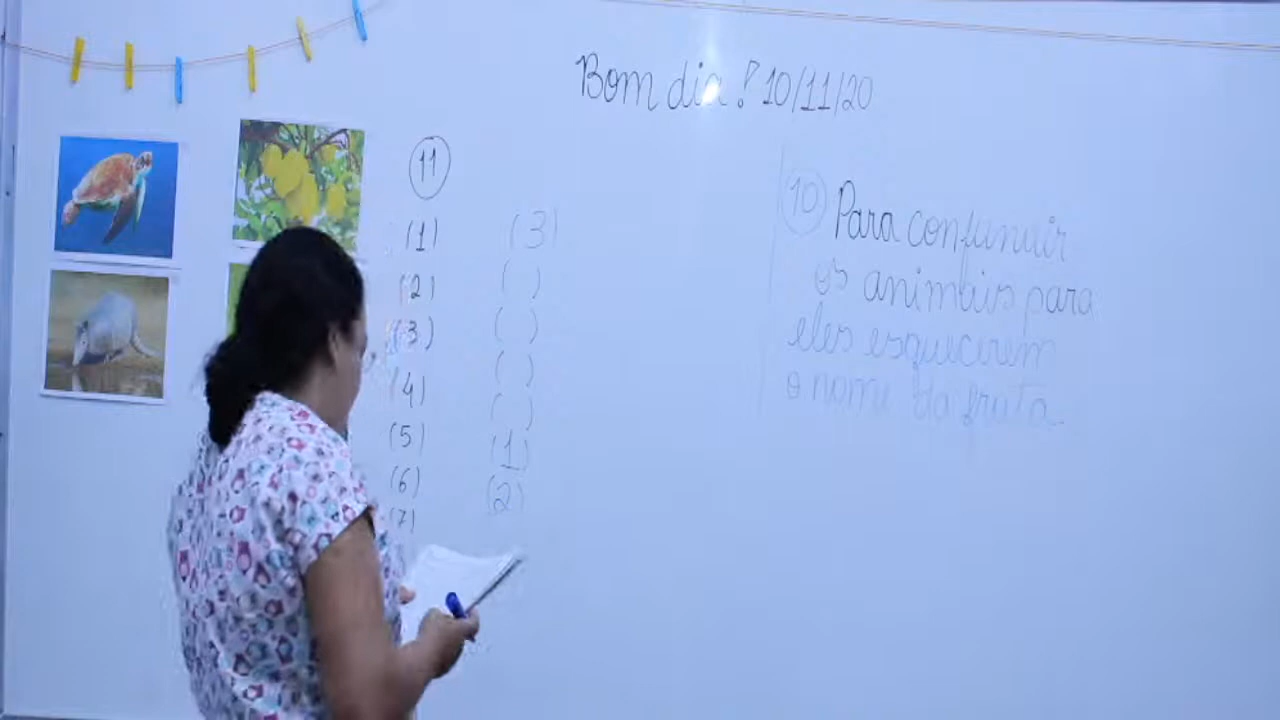 Bom dia! 10/11/20
11
(1) (3)
(2) ( )
(3) ( )
(4) ( )
(5) ( )
(6) (1)
(7) (2)
10 Para confundir
os animais para
eles esquecerem
o nome da fruta